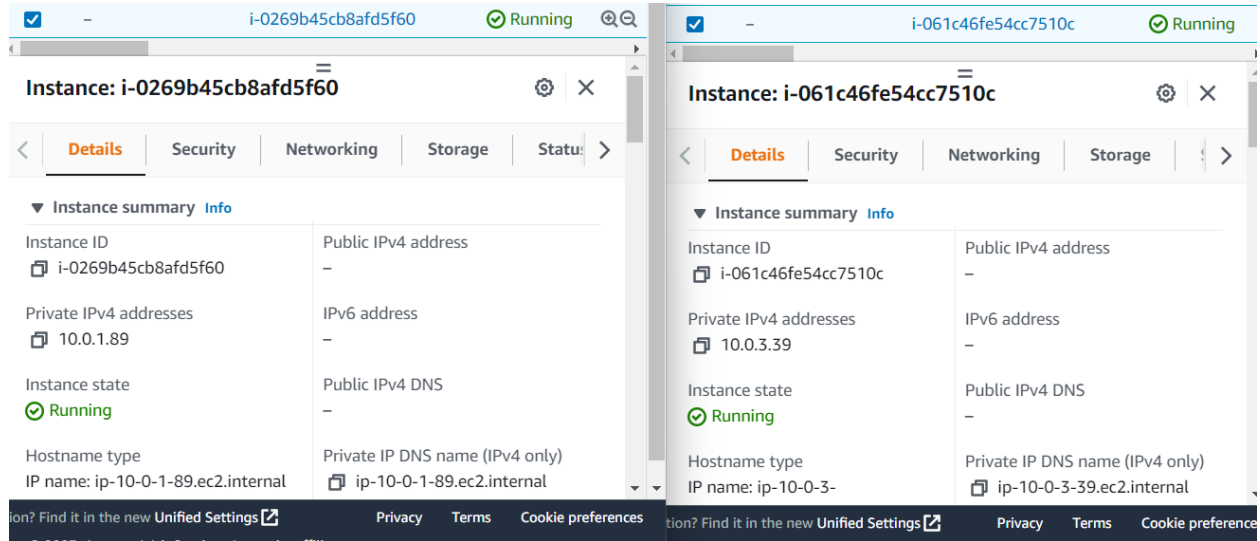 – i-0269b45cb8afd5f60 Running
Instance: i-0269b45cb8afd5f60
Details Security Networking Storage Statu
Instance summary Info
Instance ID Public IPv4 address
i-0269b45cb8afd5f60 –
Private IPv4 addresses IPv6 address
10.0.1.89 –
Instance state Public IPv4 DNS
Running –
Hostname type Private IP DNS name (IPv4 only)
IP name: ip-10-0-1-89.ec2.internal ip-10-0-1-89.ec2.internal
ion? Find it in the new Unified Settings Privacy Terms Cookie preferences
– i-061c46fe54cc7510c Running
Instance: i-061c46fe54cc7510c
Details Security Networking Storage
Instance summary Info
Instance ID Public IPv4 address
i-061c46fe54cc7510c –
Private IPv4 addresses IPv6 address
10.0.3.39 –
Instance state Public IPv4 DNS
Running –
Hostname type Private IP DNS name (IPv4 only)
IP name: ip-10-0-3- ip-10-0-3-39.ec2.internal
tion? Find it in the new Unified Settings Privacy Terms Cookie preference